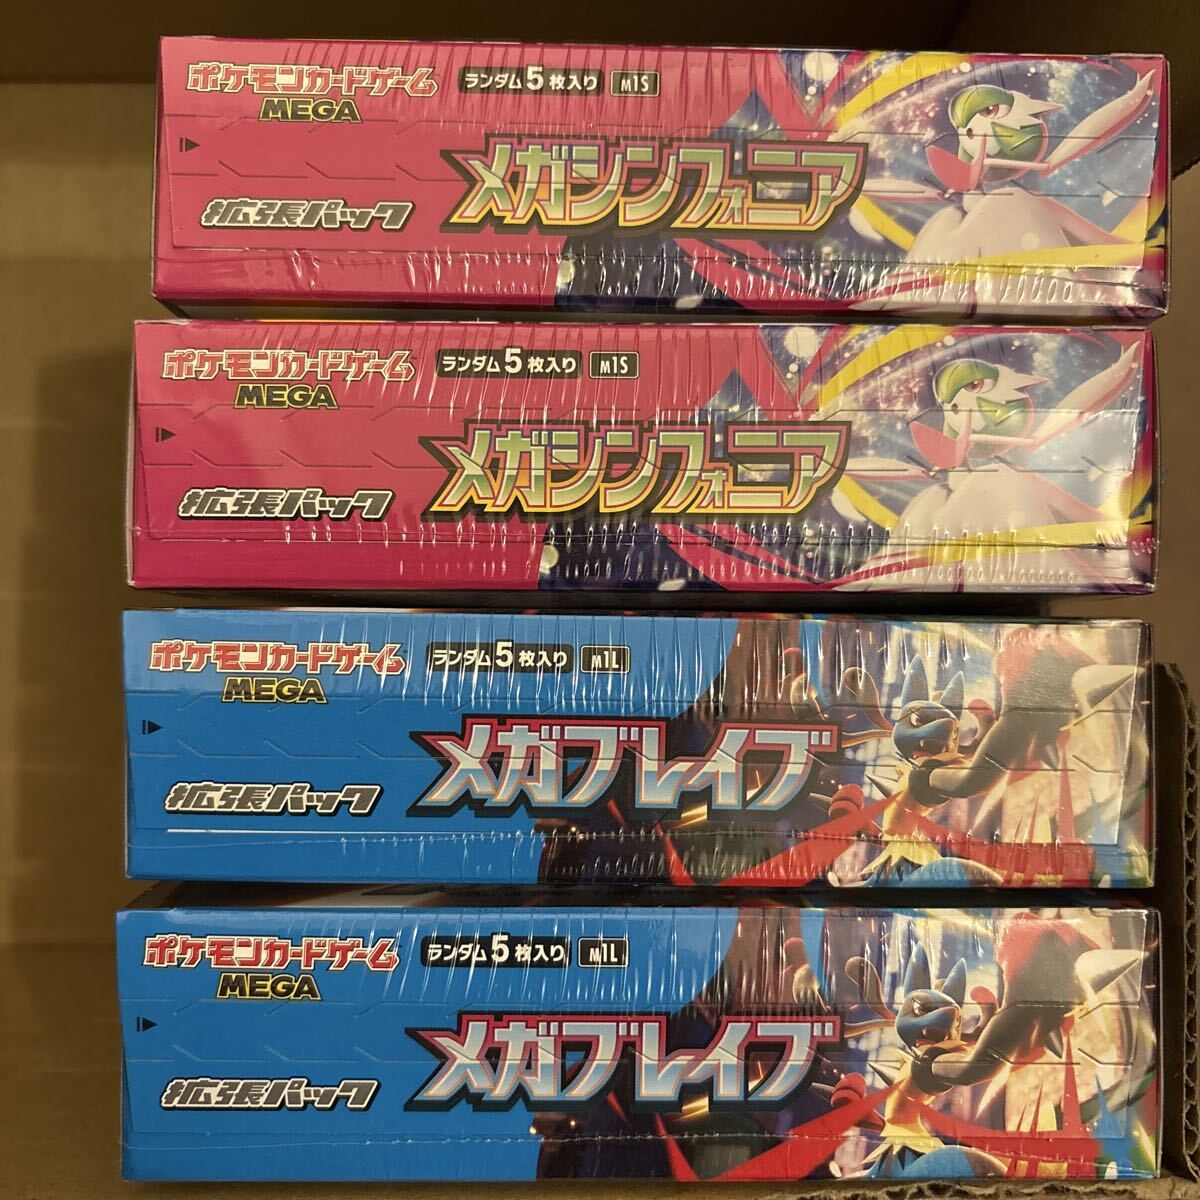 ポケモンカードゲーム
MEGA
ランダム5枚入り M1S
メガシンフォニア
拡張パック
ポケモンカードゲーム
MEGA
ランダム5枚入り M1S
メガシンフォニア
拡張パック
ポケモンカードゲーム
MEGA
ランダム5枚入り M1L
メガブレイブ
拡張パック
ポケモンカードゲーム
MEGA
ランダム5枚入り M1L
メガブレイブ
拡張パック